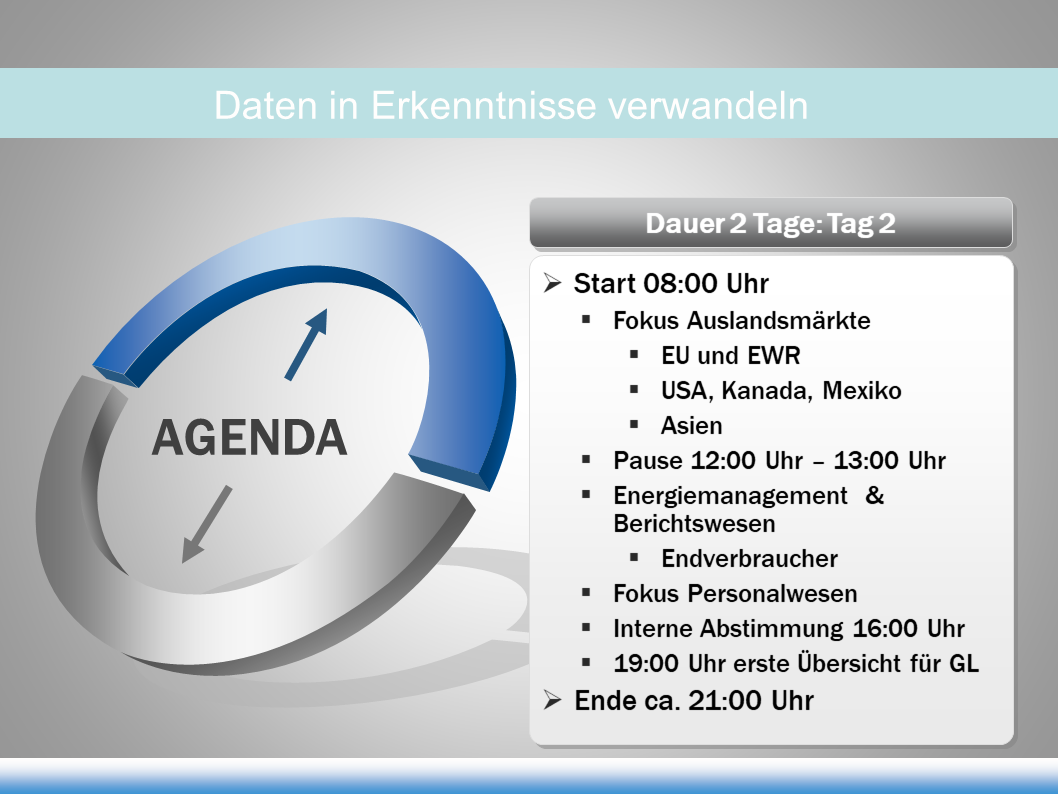 Daten in Erkenntnisse verwandeln
AGENDA
Dauer 2 Tage: Tag 2
Start 08:00 Uhr
Fokus Auslandsmärkte
EU und EWR
USA, Kanada, Mexiko
Asien
Pause 12:00 Uhr – 13:00 Uhr
Energiemanagement &
Berichtswesen
Endverbraucher
Fokus Personalwesen
Interne Abstimmung 16:00 Uhr
19:00 Uhr erste Übersicht für GL
Ende ca. 21:00 Uhr